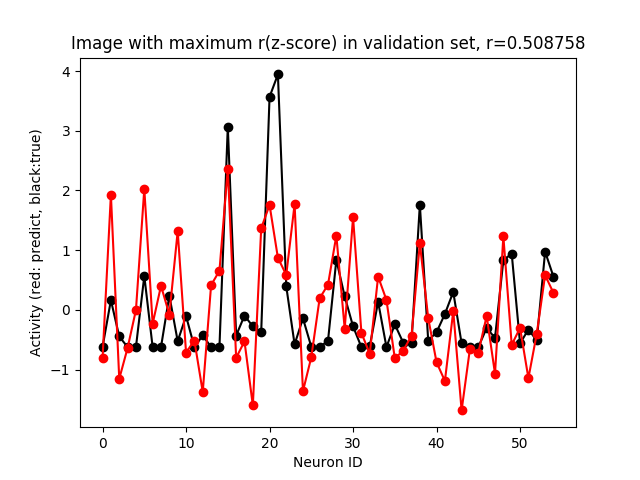 Image with maximum r(z-score) in validation set, r=0.508758
Activity (red: predict, black:true)
4
3
2
1
0
−1
0 10 20 30 40 50
Neuron ID